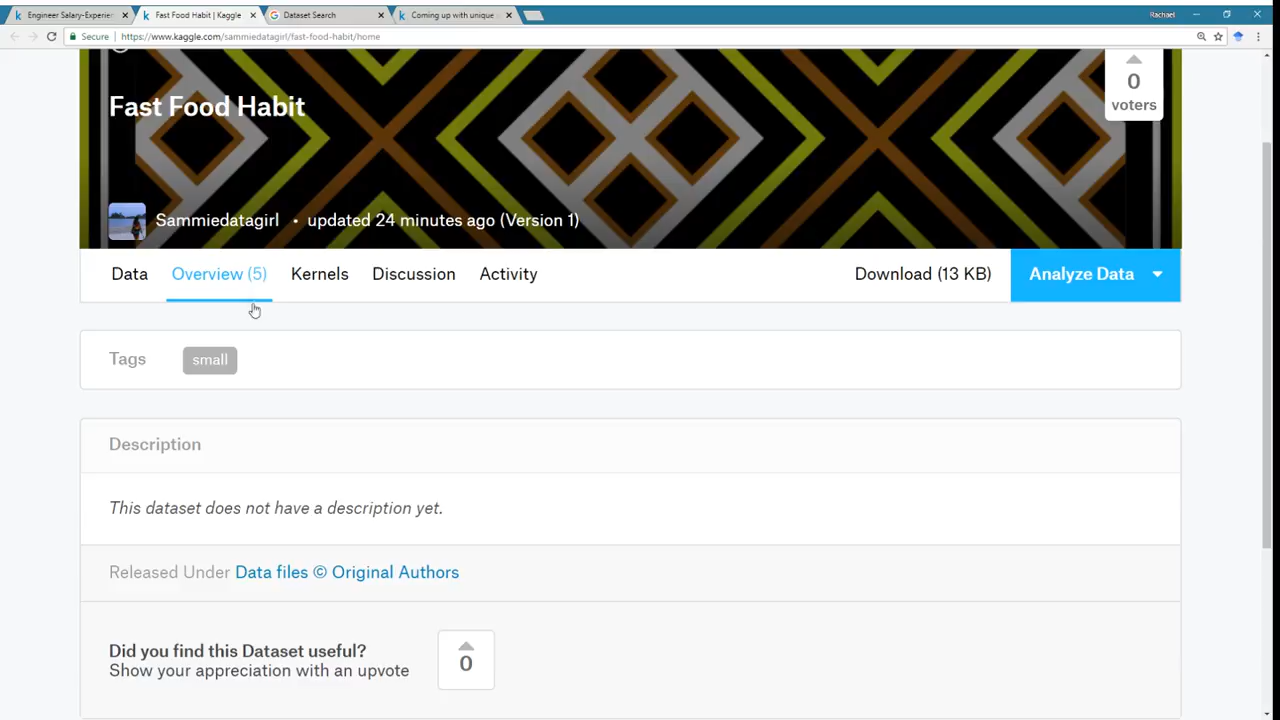 Engineer Salary-Experien
Fast Food Habit | Kaggle
Dataset Search
Coming up with unique
Rachael
Secure
https://www.kaggle.com/sammiedatagirl/fast-food-habit/home
0
voters
Fast Food Habit
Sammiedatagirl • updated 24 minutes ago (Version 1)
Data
Overview (5)
Kernels
Discussion
Activity
Download (13 KB)
Analyze Data
Tags
small
Description
This dataset does not have a description yet.
Released Under Data files © Original Authors
Did you find this Dataset useful?
Show your appreciation with an upvote
0